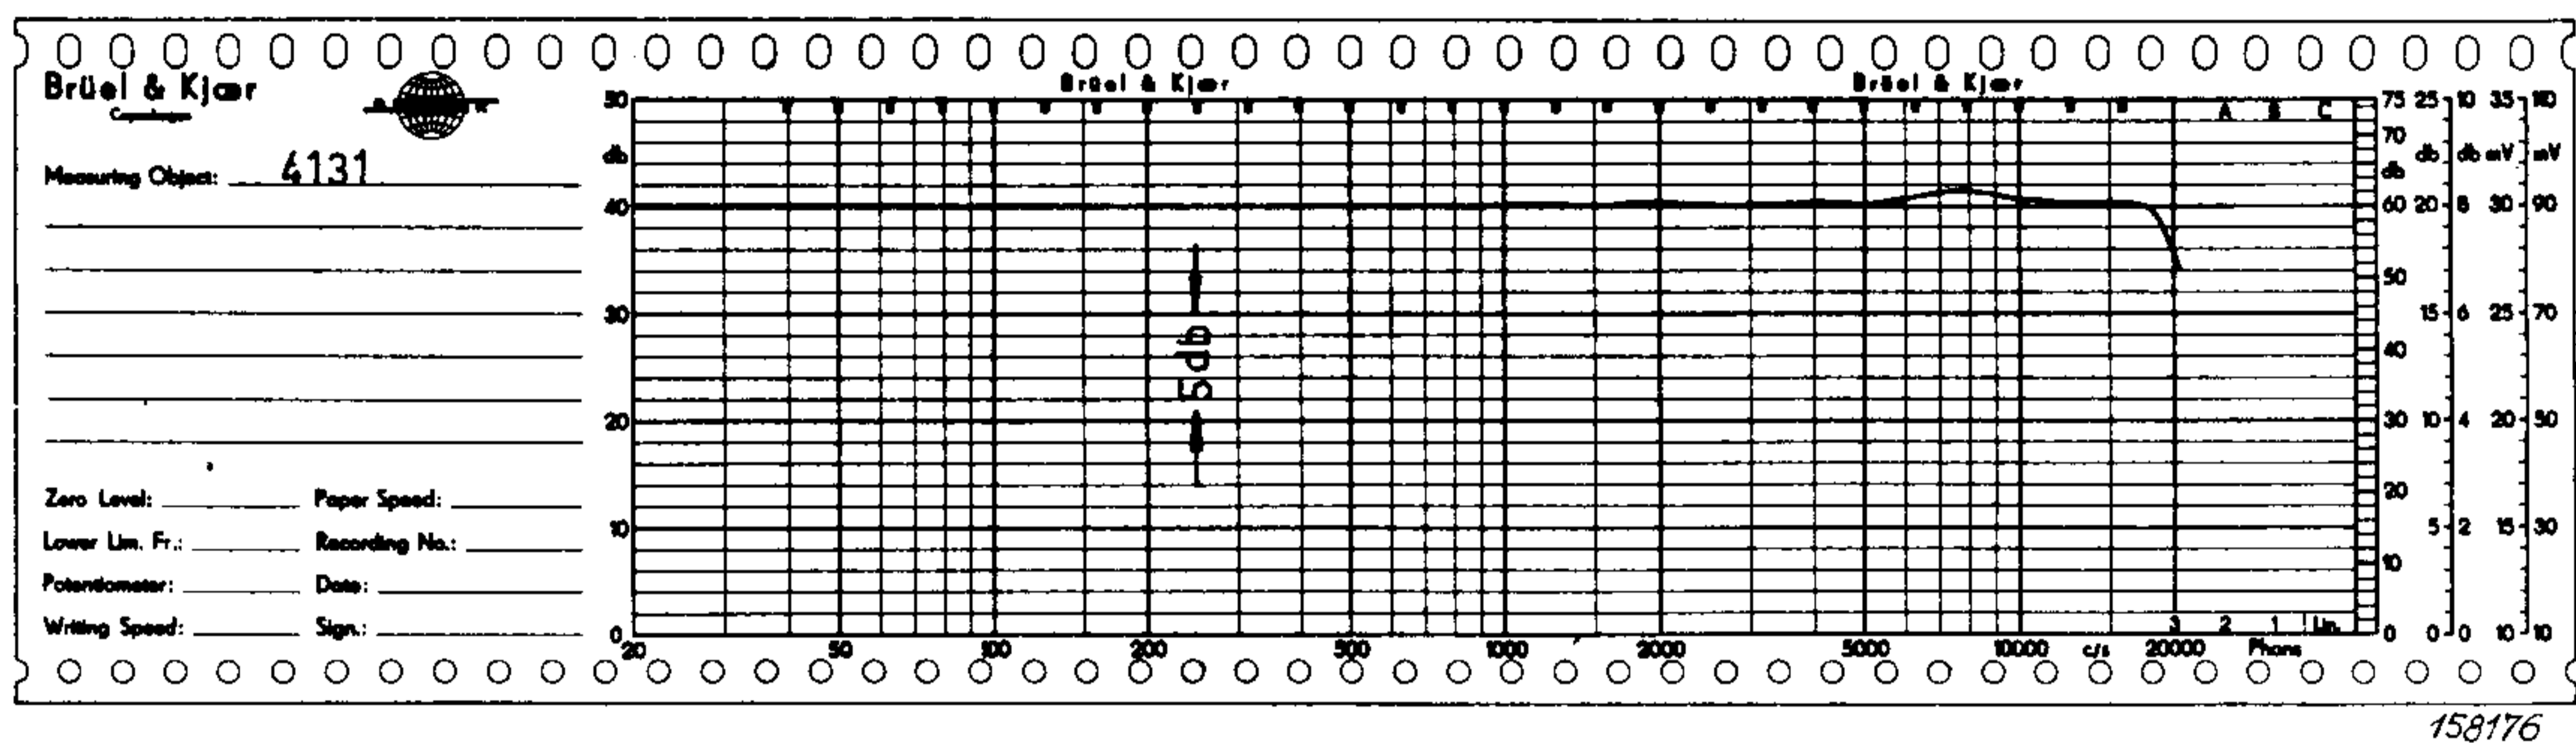 Brüel & Kjær
Copenhagen
Measuring Object: 4131
Zero Level: Paper Speed:
Lower Lim. Fr.: Recording No.:
Potentiometer: Date:
Writing Speed: Sign.:
Brüel & Kjær Brüel & Kjær
50
db
40
30
20
10
0
5db
A B C
75 25 10 35 110
70
db db mV mV
db
60 20 8 30 90
50
15 6 25 70
40
30 10 4 20 50
20
5 2 15 30
10
3 2 1 Lin.
0 0 0 10 10
20 50 100 200 500 1000 2000 5000 10000 c/s 20000 Phons
158176